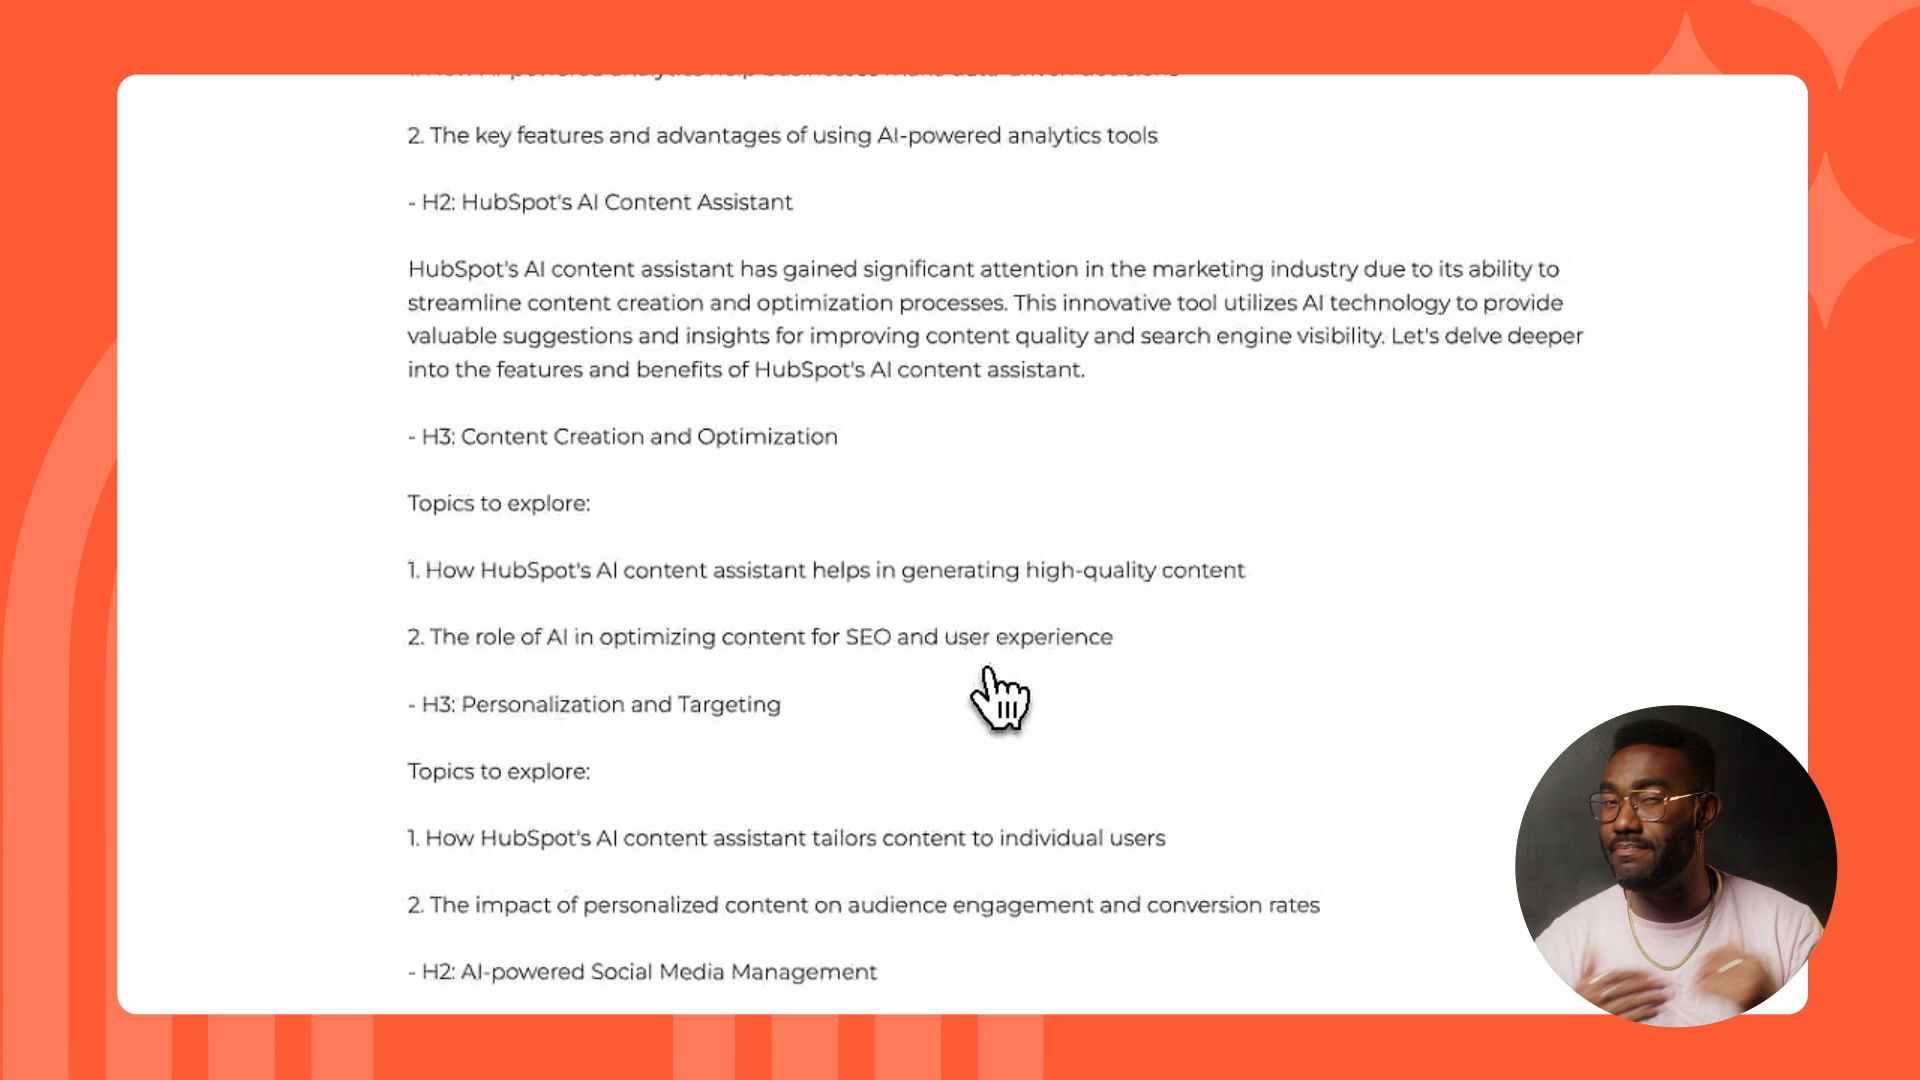 2. The key features and advantages of using AI-powered analytics tools
- H2: HubSpot's AI Content Assistant
HubSpot's AI content assistant has gained significant attention in the marketing industry due to its ability to
streamline content creation and optimization processes. This innovative tool utilizes AI technology to provide
valuable suggestions and insights for improving content quality and search engine visibility. Let's delve deeper
into the features and benefits of HubSpot's AI content assistant.
- H3: Content Creation and Optimization
Topics to explore:
1. How HubSpot's AI content assistant helps in generating high-quality content
2. The role of AI in optimizing content for SEO and user experience
- H3: Personalization and Targeting
Topics to explore:
1. How HubSpot's AI content assistant tailors content to individual users
2. The impact of personalized content on audience engagement and conversion rates
- H2: AI-powered Social Media Management